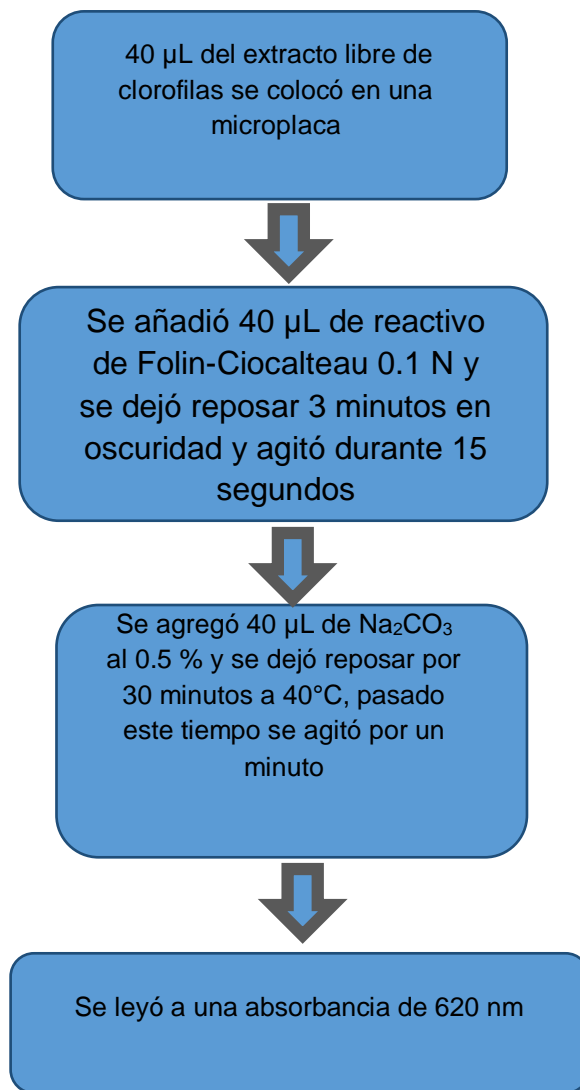 40 µL del extracto libre de
clorofilas se colocó en una
microplaca
Se añadió 40 µL de reactivo
de Folin-Ciocalteau 0.1 N y
se dejó reposar 3 minutos en
oscuridad y agitó durante 15
segundos
Se agregó 40 µL de Na₂CO₃
al 0.5 % y se dejó reposar por
30 minutos a 40°C, pasado
este tiempo se agitó por un
minuto
Se leyó a una absorbancia de 620 nm